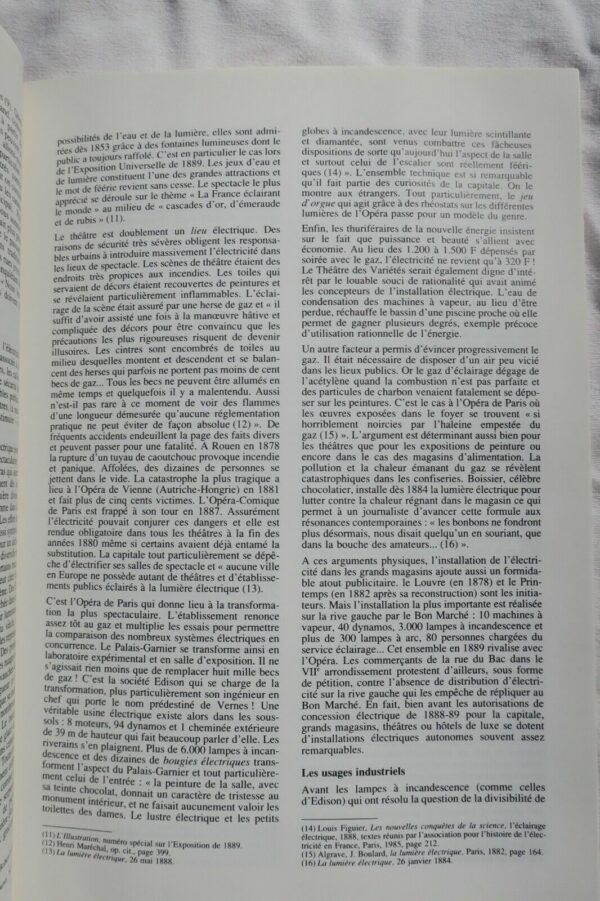 possibilités de l'eau et de la lumière, elles sont admi-
rées dès 1853 grâce à des fontaines lumineuses dont le
public a toujours raffolé. C'est en particulier le cas lors
de l'Exposition Universelle de 1889. Les jeux d'eau et
de lumière constituent l'une des grandes attractions et
le mot de féérie revient sans cesse. Le spectacle le plus
apprécié se déroule sur le thème « La France éclairant
le monde » au milieu de « cascades d'or, d'émeraude
et de rubis » (11).
Le théâtre est doublement un lieu électrique. Des
raisons de sécurité très sévères obligent les responsa-
bles urbains à introduire massivement l'électricité dans
les lieux de spectacle. Les scènes de théâtre étaient des
endroits très propices aux incendies. Les toiles qui
servaient de décors étaient recouvertes de peintures et
se révélaient particulièrement inflammables. L'éclai-
rage de la scène était assuré par une herse de gaz et « il
suffit d'avoir assisté une fois à la manœuvre hâtive et
compliquée des décors pour être convaincu que les
précautions les plus rigoureuses risquent de devenir
illusoires. Les cintres sont encombrés de toiles au
milieu desquelles montent et descendent et se balan-
cent des herses qui parfois ne portent pas moins de cent
becs de gaz... Tous les becs ne peuvent être allumés en
même temps et quelquefois il y a malentendu. Aussi
n'est-il pas rare à ce moment de voir des flammes
d'une longueur démesurée qu'aucune réglementation
pratique ne peut éviter de façon absolue (12) ». De
fréquents accidents endeuillent la page des faits divers
et peuvent passer pour une fatalité. A Rouen en 1878
la rupture d'un tuyau de caoutchouc provoque incendie
et panique. Affolées, des dizaines de personnes se
jettent dans le vide. La catastrophe la plus tragique a
lieu à l'Opéra de Vienne (Autriche-Hongrie) en 1881
et fait plus de cinq cents victimes. L'Opéra-Comique
de Paris est frappé à son tour en 1887. Assurément
l'électricité pouvait conjurer ces dangers et elle est
rendue obligatoire dans tous les théâtres à la fin des
années 1880 même si certains avaient déjà entamé la
substitution. La capitale tout particulièrement se dépê-
che d'électrifier ses salles de spectacle et « aucune ville
en Europe ne possède autant de théâtres et d'établisse-
ments publics éclairés à la lumière électrique (13).
C'est l'Opéra de Paris qui donne lieu à la transforma-
tion la plus spectaculaire. L'établissement renonce
assez tôt au gaz et multiplie les essais pour permettre
la comparaison des nombreux systèmes électriques en
concurrence. Le Palais-Garnier se transforme ainsi en
laboratoire expérimental et en salle d'exposition. Il ne
s'agissait rien moins que de remplacer huit mille becs
de gaz ! C'est la société Edison qui se charge de la
transformation, plus particulièrement son ingénieur en
chef qui porte le nom prédestiné de Vernes ! Une
véritable usine électrique existe alors dans les sous-
sols : 8 moteurs, 94 dynamos et 1 cheminée extérieure
de 39 m de hauteur qui fait beaucoup parler d'elle. Les
riverains s'en plaignent. Plus de 6.000 lampes à incan-
descence et des dizaines de bougies électriques trans-
forment l'aspect du Palais-Garnier et tout particulière-
ment celui de l'entrée : « la peinture de la salle, avec
sa teinte chocolat, donnait un caractère de tristesse au
monument intérieur, et ne faisait aucunement valoir les
toilettes des dames. Le lustre électrique et les petits
(11) L'Illustration, numéro spécial sur l'Exposition de 1889.
(12) Henri Maréchal, op. cit., page 399.
(13) La lumière électrique, 26 mai 1888.
globes à incandescence, avec leur lumière scintillante
et diamantée, sont venus combattre ces fâcheuses
dispositions de sorte qu'aujourd'hui l'aspect de la salle
et surtout celui de l'escalier sont réellement fééri-
ques (14) ». L'ensemble technique est si remarquable
qu'il fait partie des curiosités de la capitale. On le
montre aux étrangers. Tout particulièrement, le jeu
d'orgue qui agit grâce à des rhéostats sur les différentes
lumières de l'Opéra passe pour un modèle du genre.
Enfin, les thuriféraires de la nouvelle énergie insistent
sur le fait que puissance et beauté s'allient avec
économie. Au lieu des 1.200 à 1.500 F dépensés par
soirée avec le gaz, l'électricité ne revient qu'à 320 F !
Le Théâtre des Variétés serait également digne d'inté-
rêt par le louable souci de rationalité qui avait animé
les concepteurs de l'installation électrique. L'eau de
condensation des machines à vapeur, au lieu d'être
perdue, réchauffe le bassin d'une piscine proche où elle
permet de gagner plusieurs degrés, exemple précoce
d'utilisation rationnelle de l'énergie.
Un autre facteur a permis d'évincer progressivement le
gaz. Il était nécessaire de disposer d'un air peu vicié
dans les lieux publics. Or le gaz d'éclairage dégage de
l'acétylène quand la combustion n'est pas parfaite et
des particules de charbon venaient fatalement se dépo-
ser sur les peintures. C'est le cas à l'Opéra de Paris où
les œuvres exposées dans le foyer se trouvent « si
horriblement noircies par l'haleine empestée du
gaz (15) ». L'argument est déterminant aussi bien pour
les théâtres que pour les expositions de peinture ou
encore dans le cas des magasins d'alimentation. La
pollution et la chaleur émanant du gaz se révèlent
catastrophiques dans les confiseries. Boissier, célèbre
chocolatier, installe dès 1884 la lumière électrique pour
lutter contre la chaleur régnant dans le magasin ce qui
permet à un journaliste d'avancer cette formule aux
résonances contemporaines : « les bonbons ne fondront
plus désormais, nous disait quelqu'un en souriant, que
dans la bouche des amateurs... (16) ».
A ces arguments physiques, l'installation de l'électri-
cité dans les grands magasins ajoute aussi un formida-
ble atout publicitaire. le Louvre (en 1878) et le Prin-
temps (en 1882 après sa reconstruction) sont les initia-
teurs. Mais l'installation la plus importante est réalisée
sur la rive gauche par le Bon Marché : 10 machines à
vapeur, 40 dynamos, 3.000 lampes à incandescence et
plus de 300 lampes à arc, 80 personnes chargées du
service éclairage... Cet ensemble en 1889 rivalise avec
l'Opéra. Les commerçants de la rue du Bac dans le
VIIe arrondissement protestent d'ailleurs, sous forme
de pétition, contre l'absence de distribution d'électri-
cité sur la rive gauche qui les empêche de répliquer au
Bon Marché. En fait, bien avant les autorisations de
concession électrique de 1888-89 pour la capitale,
grands magasins, théâtres ou hôtels de luxe se dotent
d'installations électriques autonomes souvent assez
remarquables.
Les usages industriels
Avant les lampes à incandescence (comme celles
d'Edison) qui ont résolu la question de la divisibilité de
(14) Louis Figuier, Les nouvelles conquêtes de la science, l'éclairage
électrique, 1888, textes réunis par l'association pour l'histoire de l'élec-
tricité en France, Paris, 1985, page 212.
(15) Algrave, J. Boulard, la lumière électrique, Paris, 1882, page 164.
(16) La lumière électrique, 26 janvier 1884.